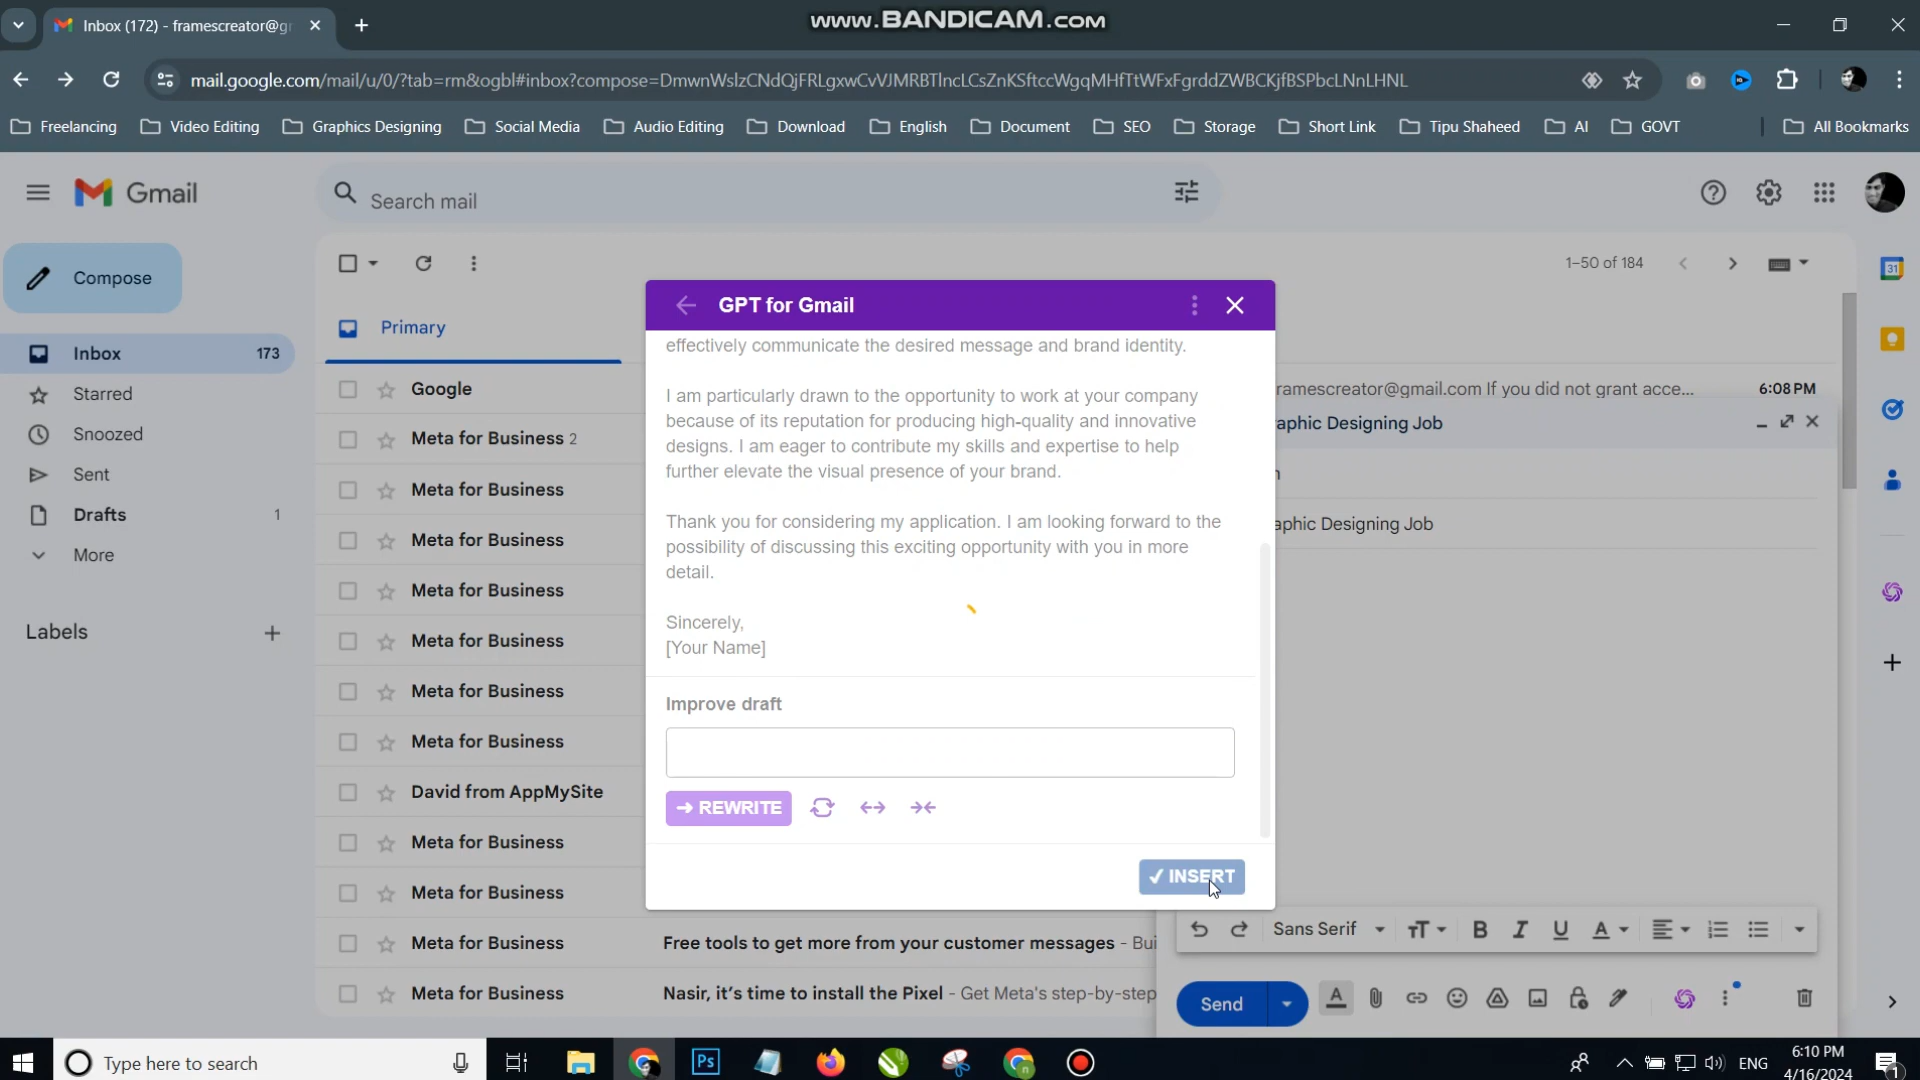 Inbox (172) - framescreator@gr
www.BANDICAM.com
mail.google.com/mail/u/0/?tab=rm&ogbl#inbox?compose=DmwnWslzCNdQjFRLgxwCvVJMRBTlncLCsZnKSftccWgqMHfTtWFxFgrddZWBCKjfBSPbcLNnLHNL
Freelancing
Video Editing
Graphics Designing
Social Media
Audio Editing
Download
English
Document
SEO
Storage
Short Link
Tipu Shaheed
AI
GOVT
All Bookmarks
Gmail
Search mail
Compose
1–50 of 184
31
Primary
Inbox 173
Starred
Snoozed
Sent
Drafts 1
More
Labels
Google
ramescreator@gmail.com If you did not grant acce... 6:08 PM
Meta for Business 2
Meta for Business
Meta for Business
Meta for Business
Meta for Business
Meta for Business
Meta for Business
David from AppMySite
Meta for Business
Meta for Business
Meta for Business Free tools to get more from your customer messages - Bui
Meta for Business Nasir, it's time to install the Pixel - Get Meta's step-by-step
GPT for Gmail
effectively communicate the desired message and brand identity.
I am particularly drawn to the opportunity to work at your company
because of its reputation for producing high-quality and innovative
designs. I am eager to contribute my skills and expertise to help
further elevate the visual presence of your brand.
Thank you for considering my application. I am looking forward to the
possibility of discussing this exciting opportunity with you in more
detail.
Sincerely,
[Your Name]
Improve draft
REWRITE
INSERT
aphic Designing Job
n
aphic Designing Job
Sans Serif
Send
Type here to search
Ps
ENG
6:10 PM
4/16/2024
1